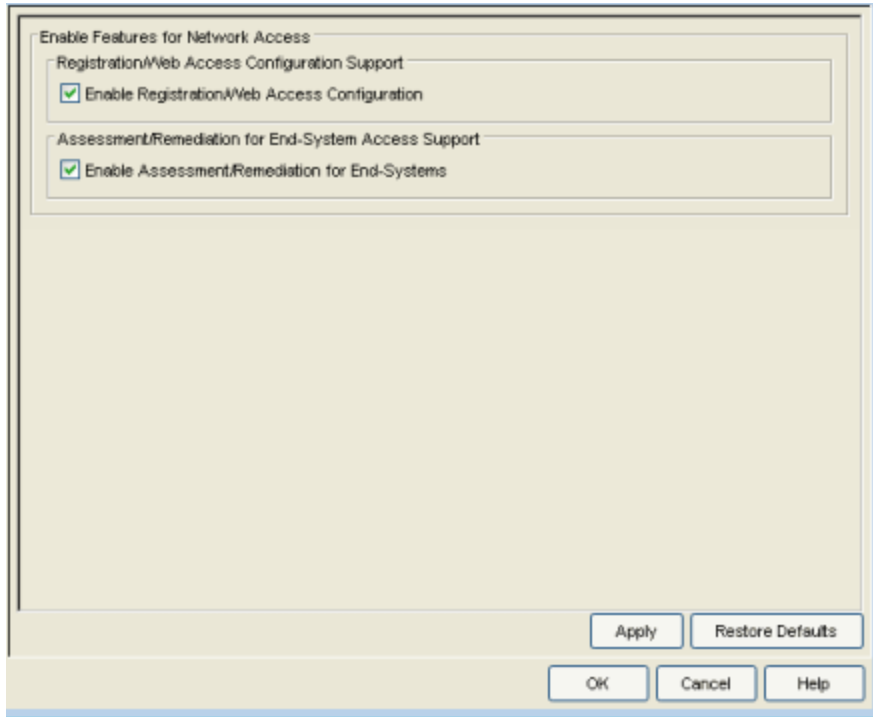 Enable Features for Network Access
Registration/Web Access Configuration Support
Enable Registration/Web Access Configuration
Assessment/Remediation for End-System Access Support
Enable Assessment/Remediation for End-Systems
Apply
Restore Defaults
OK
Cancel
Help